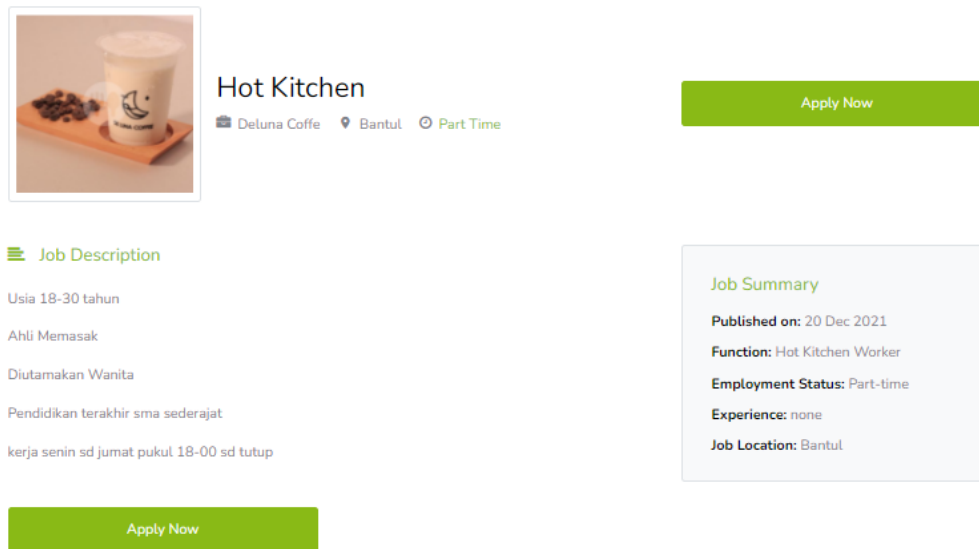 Hot Kitchen
Deluna Coffe Bantul Part Time
Apply Now
Job Description
Usia 18-30 tahun
Ahli Memasak
Diutamakan Wanita
Pendidikan terakhir sma sederajat
kerja senin sd jumat pukul 18-00 sd tutup
Apply Now
Job Summary
Published on: 20 Dec 2021
Function: Hot Kitchen Worker
Employment Status: Part-time
Experience: none
Job Location: Bantul